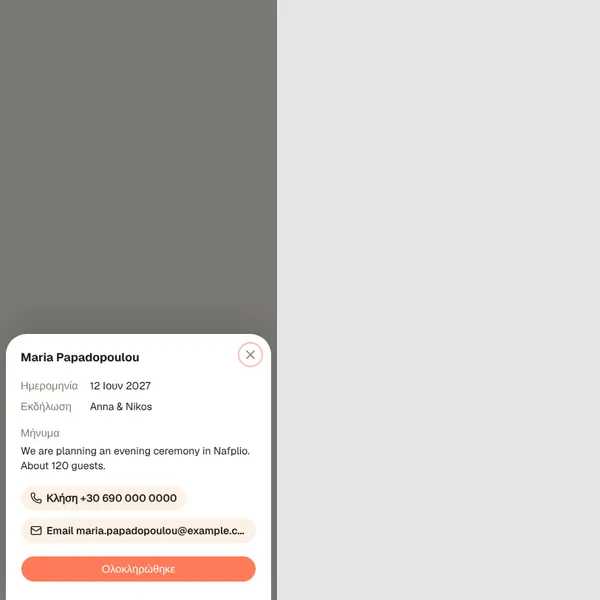 Maria Papadopoulou
Ημερομηνία 12 Ιουν 2027
Εκδήλωση Anna & Nikos
Μήνυμα
We are planning an evening ceremony in Nafplio.
About 120 guests.
Κλήση +30 690 000 0000
Email maria.papadopoulou@example.c...
Ολοκληρώθηκε